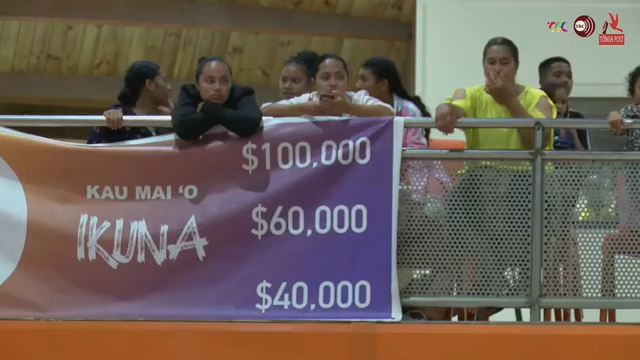 TONGA POST
$100,000
KAU MAI 'O
IKUNA
$60,000
$40,000